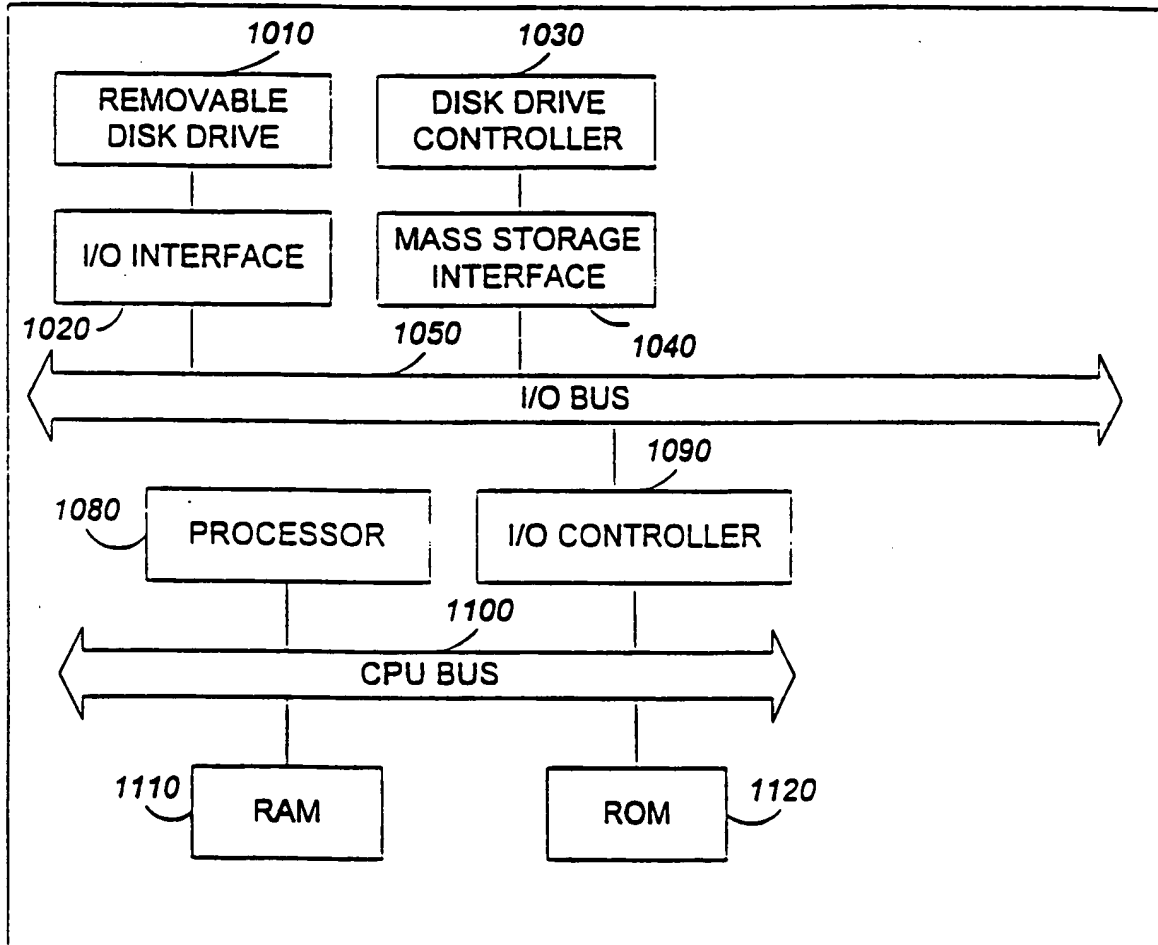 1010
1030
REMOVABLE
DISK DRIVE
DISK DRIVE
CONTROLLER
I/O INTERFACE
MASS STORAGE
INTERFACE
1020
1050
1040
I/O BUS
1090
1080
PROCESSOR
I/O CONTROLLER
1100
CPU BUS
1110
RAM
ROM
1120